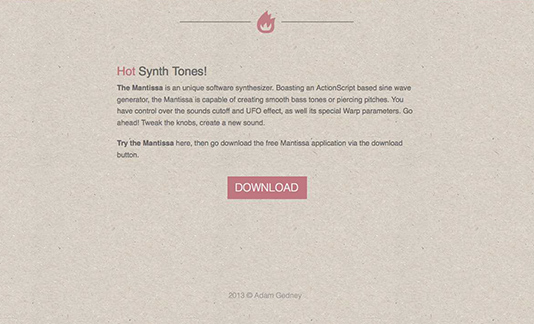 Hot Synth Tones!
The Mantissa is an unique software synthesizer. Boasting an ActionScript based sine wave
generator, the Mantissa is capable of creating smooth bass tones or piercing pitches. You
have control over the sounds cutoff and UFO effect, as well its special Warp parameters. Go
ahead! Tweak the knobs, create a new sound.
Try the Mantissa here, then go download the free Mantissa application via the download
button.
DOWNLOAD
2013 © Adam Gedney